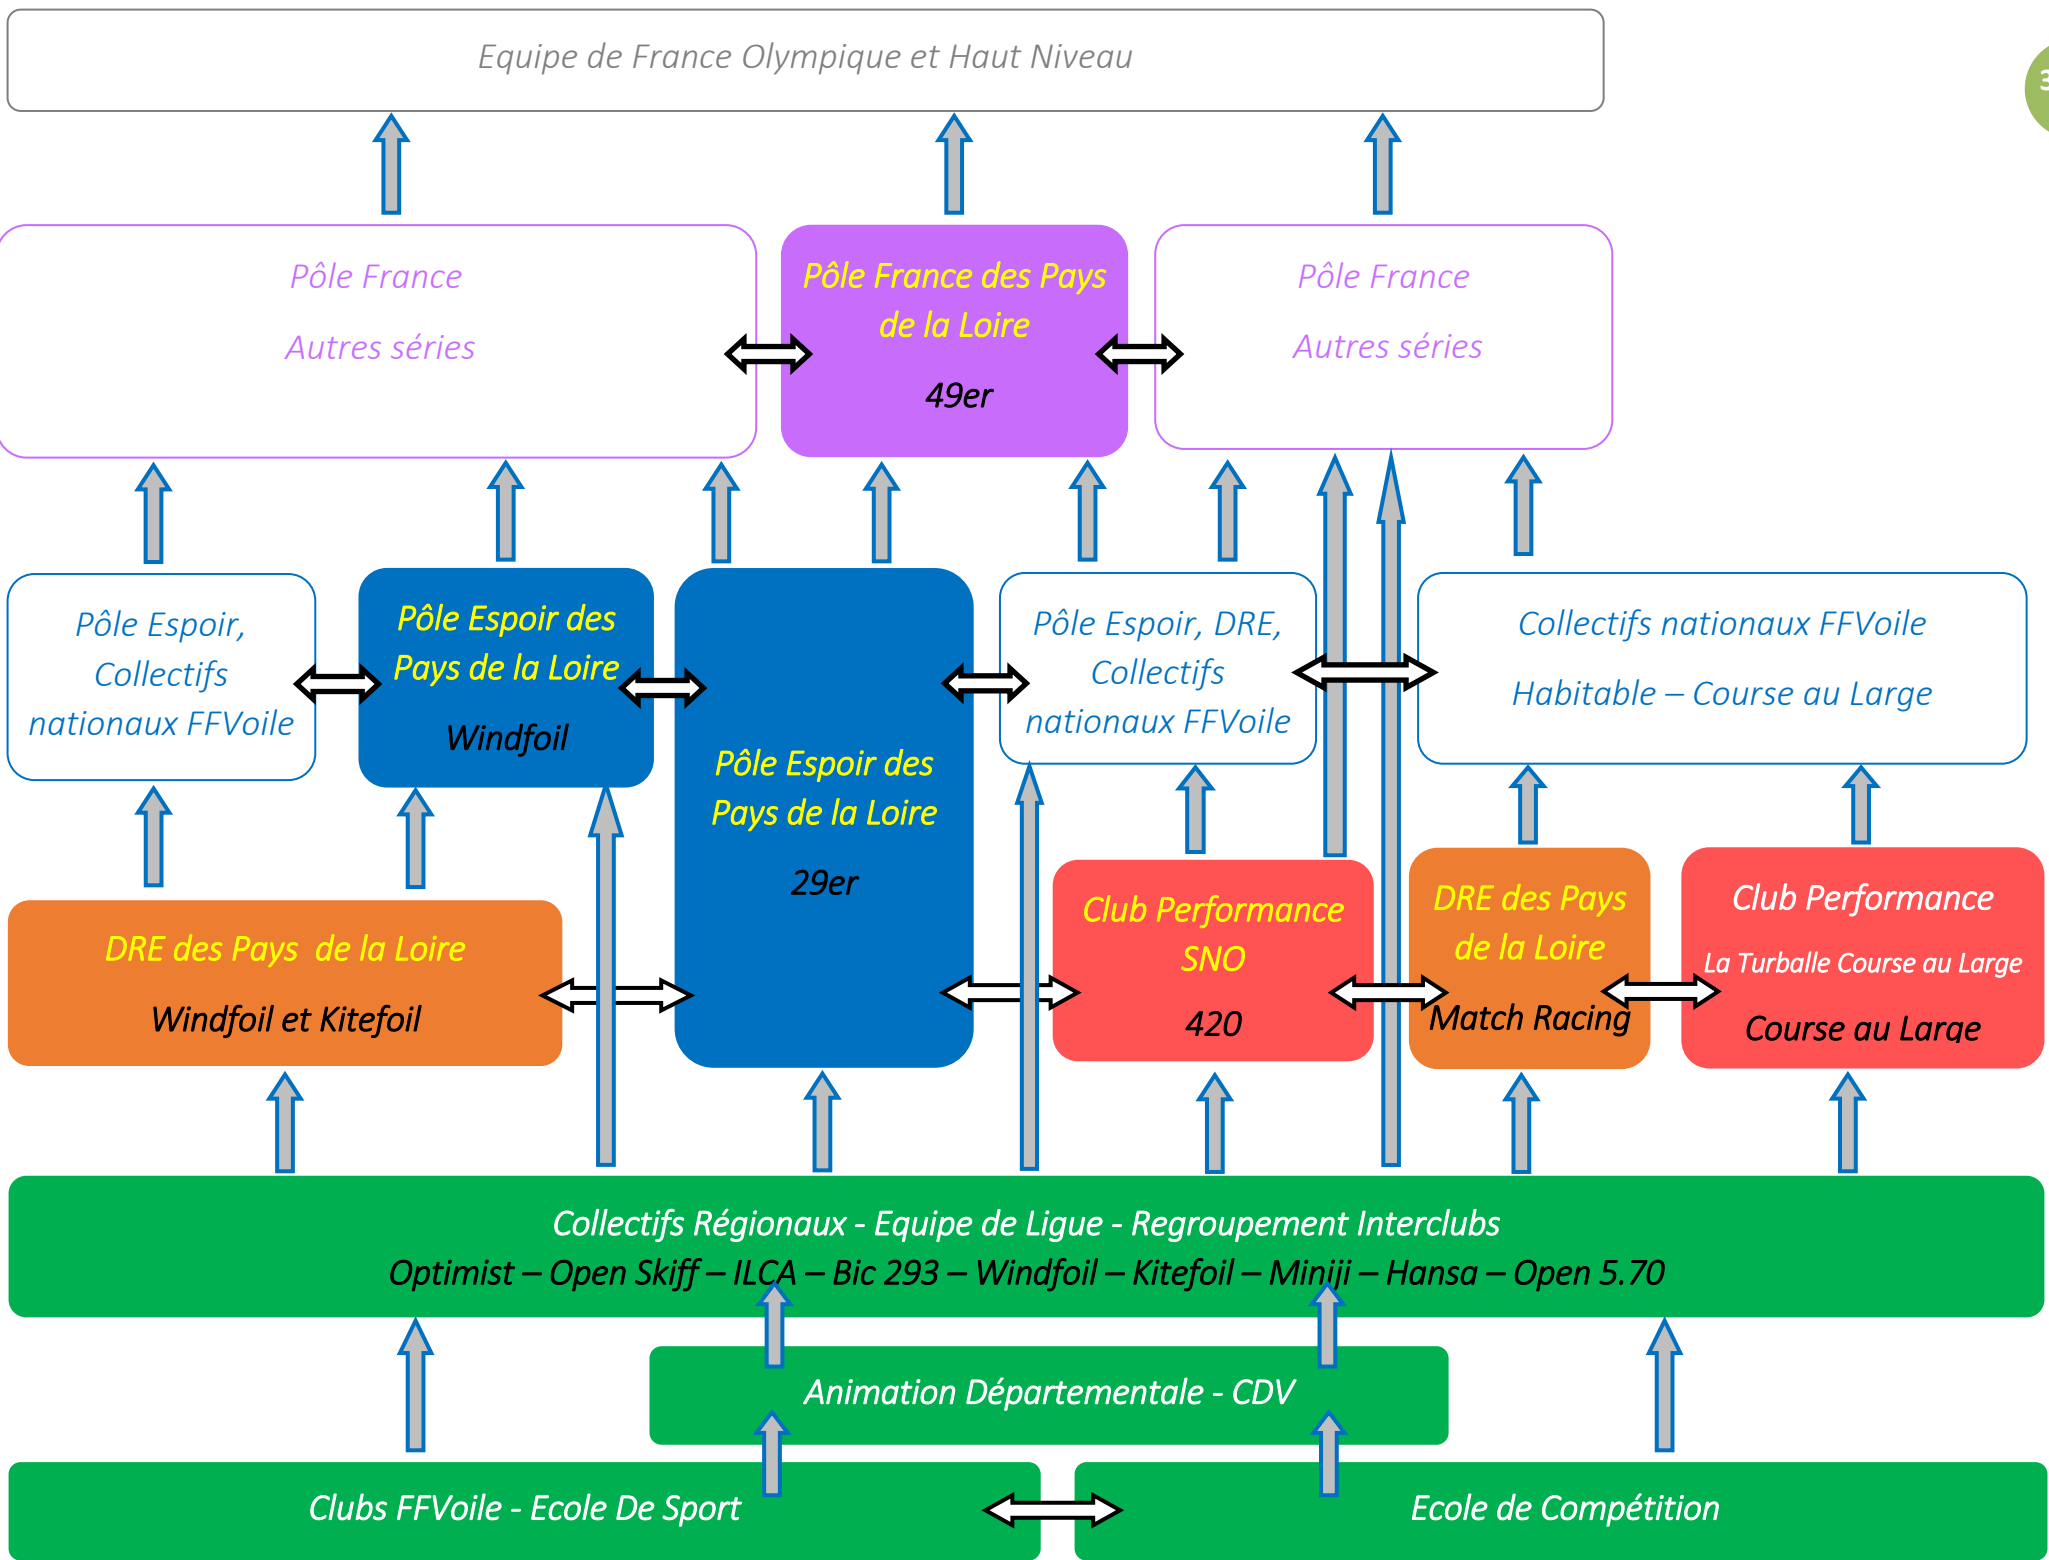 Equipe de France Olympique et Haut Niveau
3
Pôle France
Autres séries
Pôle France des Pays
de la Loire
49er
Pôle France
Autres séries
Pôle Espoir,
Collectifs
nationaux FFVoile
Pôle Espoir des
Pays de la Loire
Windfoil
Pôle Espoir des
Pays de la Loire
29er
Pôle Espoir, DRE,
Collectifs
nationaux FFVoile
Collectifs nationaux FFVoile
Habitable – Course au Large
DRE des Pays  de la Loire
Windfoil et Kitefoil
Club Performance
SNO
420
DRE des Pays
de la Loire
Match Racing
Club Performance
La Turballe Course au Large
Course au Large
Collectifs Régionaux - Equipe de Ligue - Regroupement Interclubs
Optimist – Open Skiff – ILCA – Bic 293 – Windfoil – Kitefoil – Miniji – Hansa – Open 5.70
Animation Départementale - CDV
Clubs FFVoile - Ecole De Sport
Ecole de Compétition